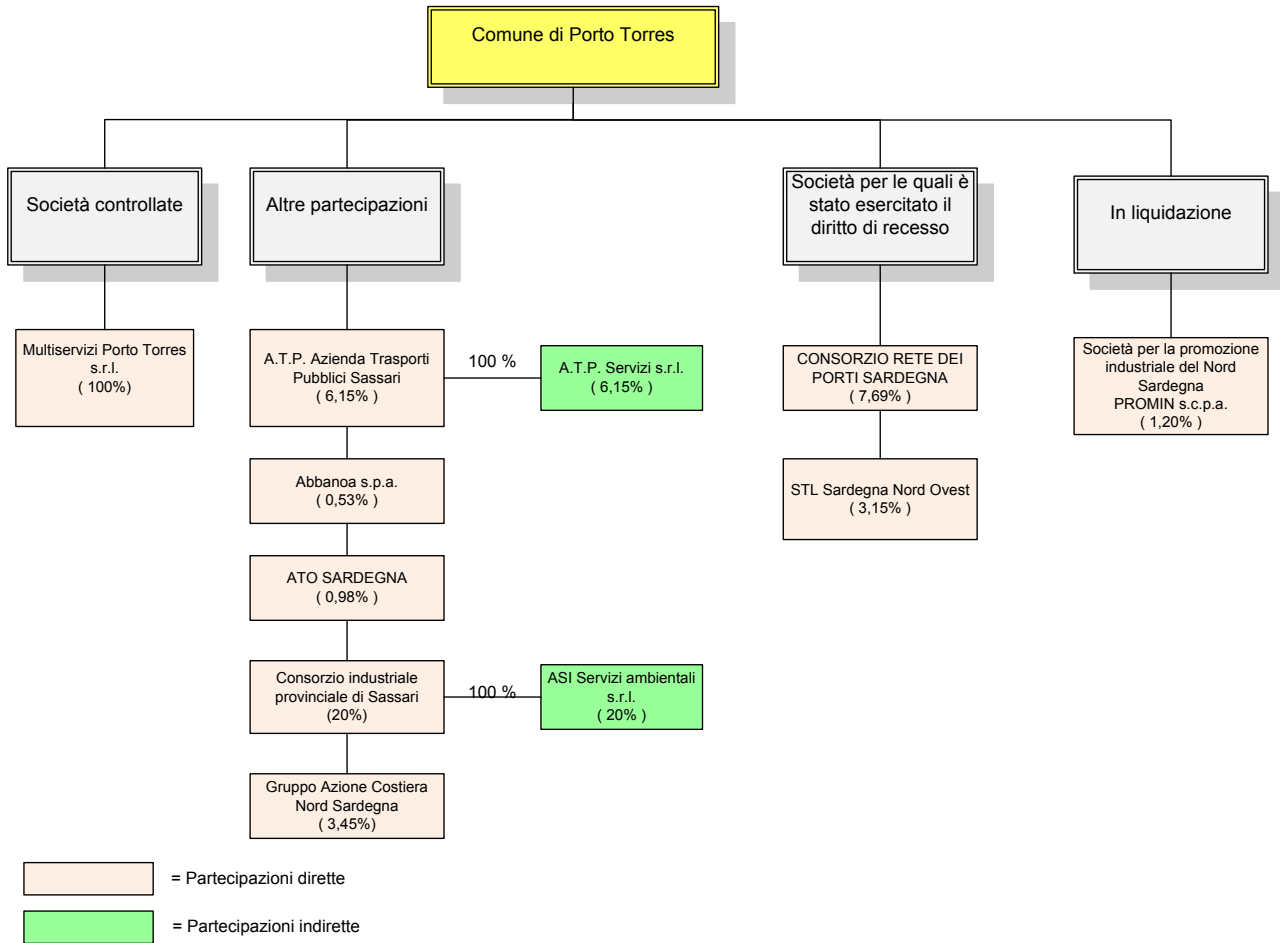 Comune di Porto Torres
Società controllate
Altre partecipazioni
Società per le quali è
stato esercitato il
diritto di recesso
In liquidazione
Multiservizi Porto Torres
s.r.l.
( 100%)
A.T.P. Azienda Trasporti
Pubblici Sassari
( 6,15% )
100 %
A.T.P. Servizi s.r.l.
( 6,15% )
CONSORZIO RETE DEI
PORTI SARDEGNA
( 7,69% )
Società per la promozione
industriale del Nord
Sardegna
PROMIN s.c.p.a.
( 1,20% )
Abbanoa s.p.a.
( 0,53% )
STL Sardegna Nord Ovest
( 3,15% )
ATO SARDEGNA
( 0,98% )
Consorzio industriale
provinciale di Sassari
(20%)
100 %
ASI Servizi ambientali
s.r.l.
( 20% )
Gruppo Azione Costiera
Nord Sardegna
( 3,45%)
= Partecipazioni dirette
= Partecipazioni indirette